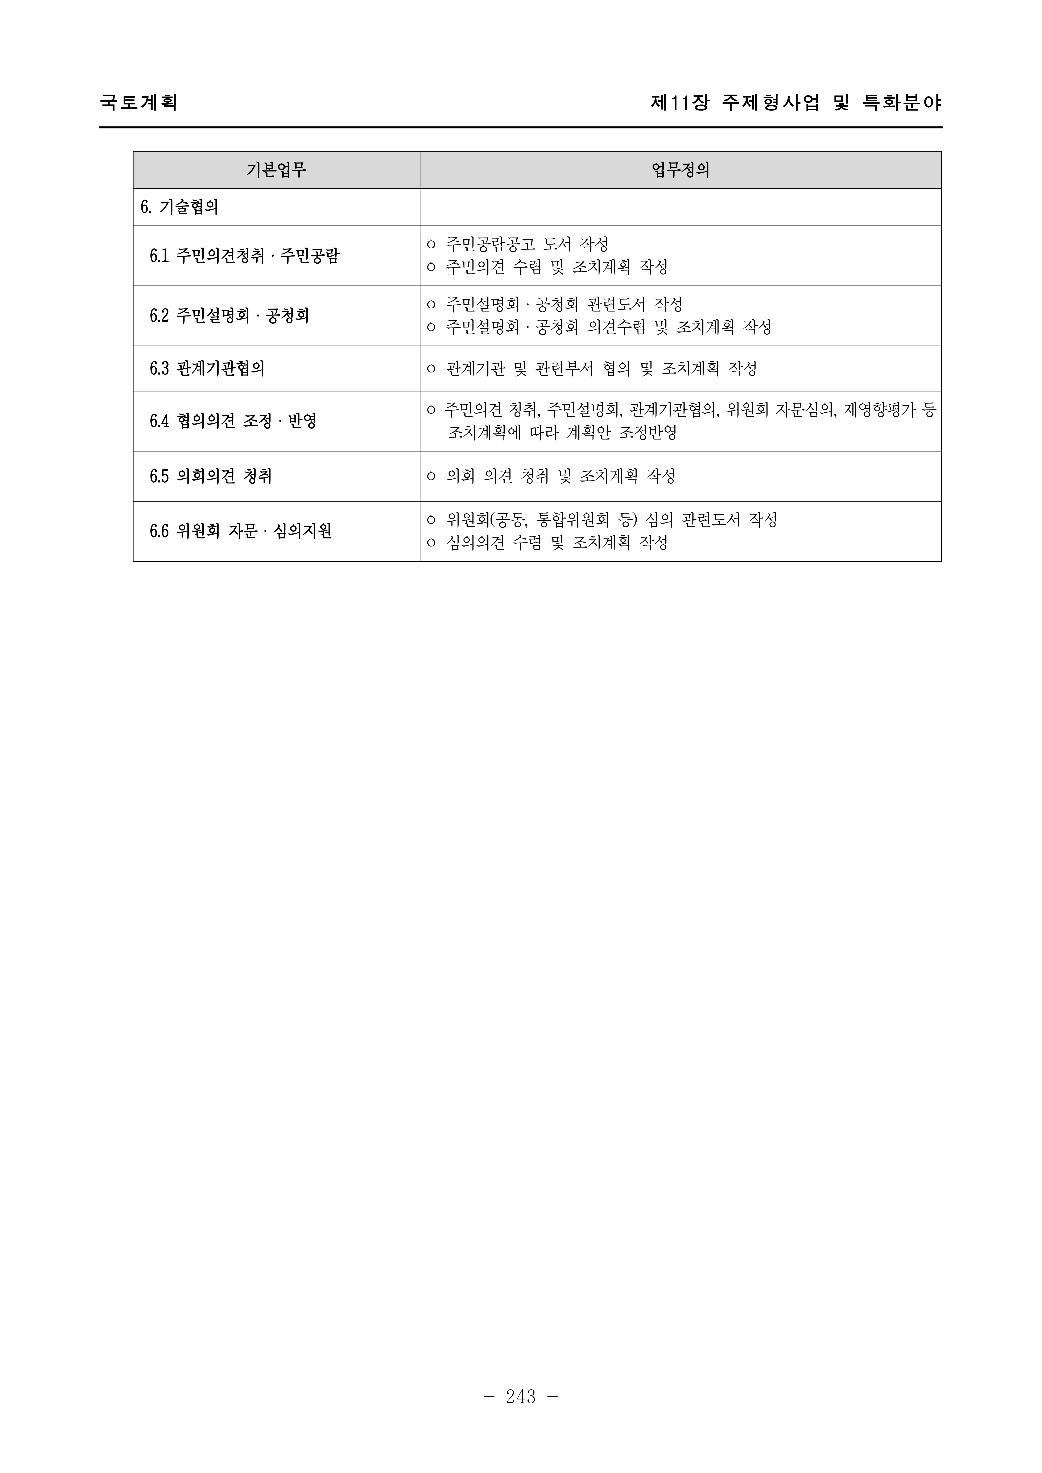 국토계획 제11장 주제형사업 및 특화분야
기본업무 업무정의
6. 기술협의
6.1 주민의견청취·주민공람
○ 주민공람공고 도서 작성
○ 주민의견 수렴 및 조치계획 작성
6.2 주민설명회·공청회
○ 주민설명회·공청회 관련도서 작성
○ 주민설명회·공청회 의견수렴 및 조치계획 작성
6.3 관계기관협의
○ 관계기관 및 관련부서 협의 및 조치계획 작성
6.4 협의의견 조정·반영
○ 주민의견 청취, 주민설명회, 관계기관협의, 위원회 자문심의, 제영향평가 등
조치계획에 따라 계획안 조정반영
6.5 의회의견 청취
○ 의회 의견 청취 및 조치계획 작성
6.6 위원회 자문·심의지원
○ 위원회(공동, 통합위원회 등) 심의 관련도서 작성
○ 심의의견 수렴 및 조치계획 작성
- 243 -